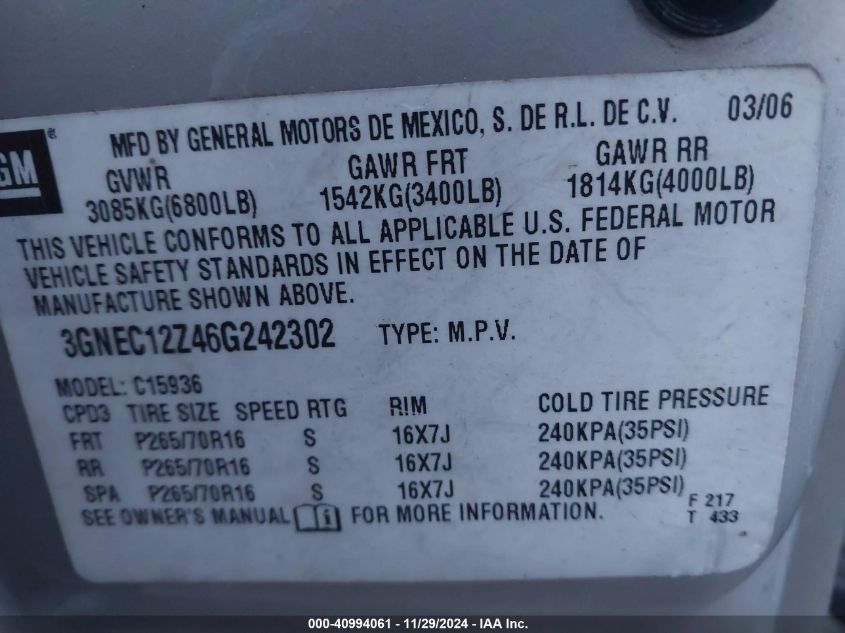 GM ®
MFD BY GENERAL MOTORS DE MEXICO, S. DE R.L. DE C.V. 03/06
GVWR GAWR FRT GAWR RR
3085KG(6800LB) 1542KG(3400LB) 1814KG(4000LB)
THIS VEHICLE CONFORMS TO ALL APPLICABLE U.S. FEDERAL MOTOR
VEHICLE SAFETY STANDARDS IN EFFECT ON THE DATE OF
MANUFACTURE SHOWN ABOVE.
3GNEC12Z46G242302 TYPE: M.P.V.
MODEL: C15936
CPD3 TIRE SIZE SPEED RTG RIM COLD TIRE PRESSURE
FRT P265/70R16 S 16X7J 240KPA(35PSI)
RR P265/70R16 S 16X7J 240KPA(35PSI)
SPA P265/70R16 S 16X7J 240KPA(35PSI)
SEE OWNER'S MANUAL i FOR MORE INFORMATION. F 217
T 433
000-40994061 - 11/29/2024 - IAA Inc.